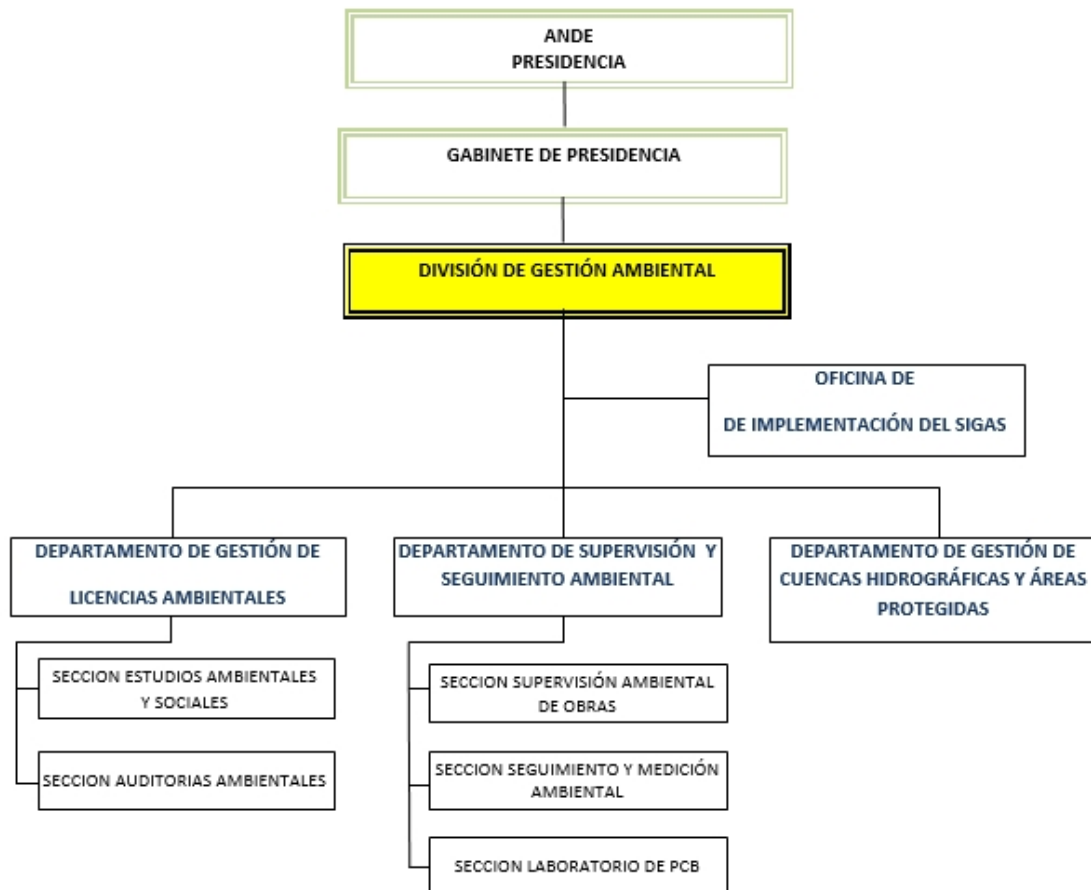 ANDE
PRESIDENCIA
GABINETE DE PRESIDENCIA
DIVISIÓN DE GESTIÓN AMBIENTAL
OFICINA DE
DE IMPLEMENTACIÓN DEL SIGAS
DEPARTAMENTO DE GESTIÓN DE
LICENCIAS AMBIENTALES
DEPARTAMENTO DE SUPERVISIÓN Y
SEGUIMIENTO AMBIENTAL
DEPARTAMENTO DE GESTIÓN DE
CUENCAS HIDROGRÁFICAS Y ÁREAS
PROTEGIDAS
SECCION ESTUDIOS AMBIENTALES
Y SOCIALES
SECCION AUDITORIAS AMBIENTALES
SECCION SUPERVISIÓN AMBIENTAL
DE OBRAS
SECCION SEGUIMIENTO Y MEDICIÓN
AMBIENTAL
SECCION LABORATORIO DE PCB